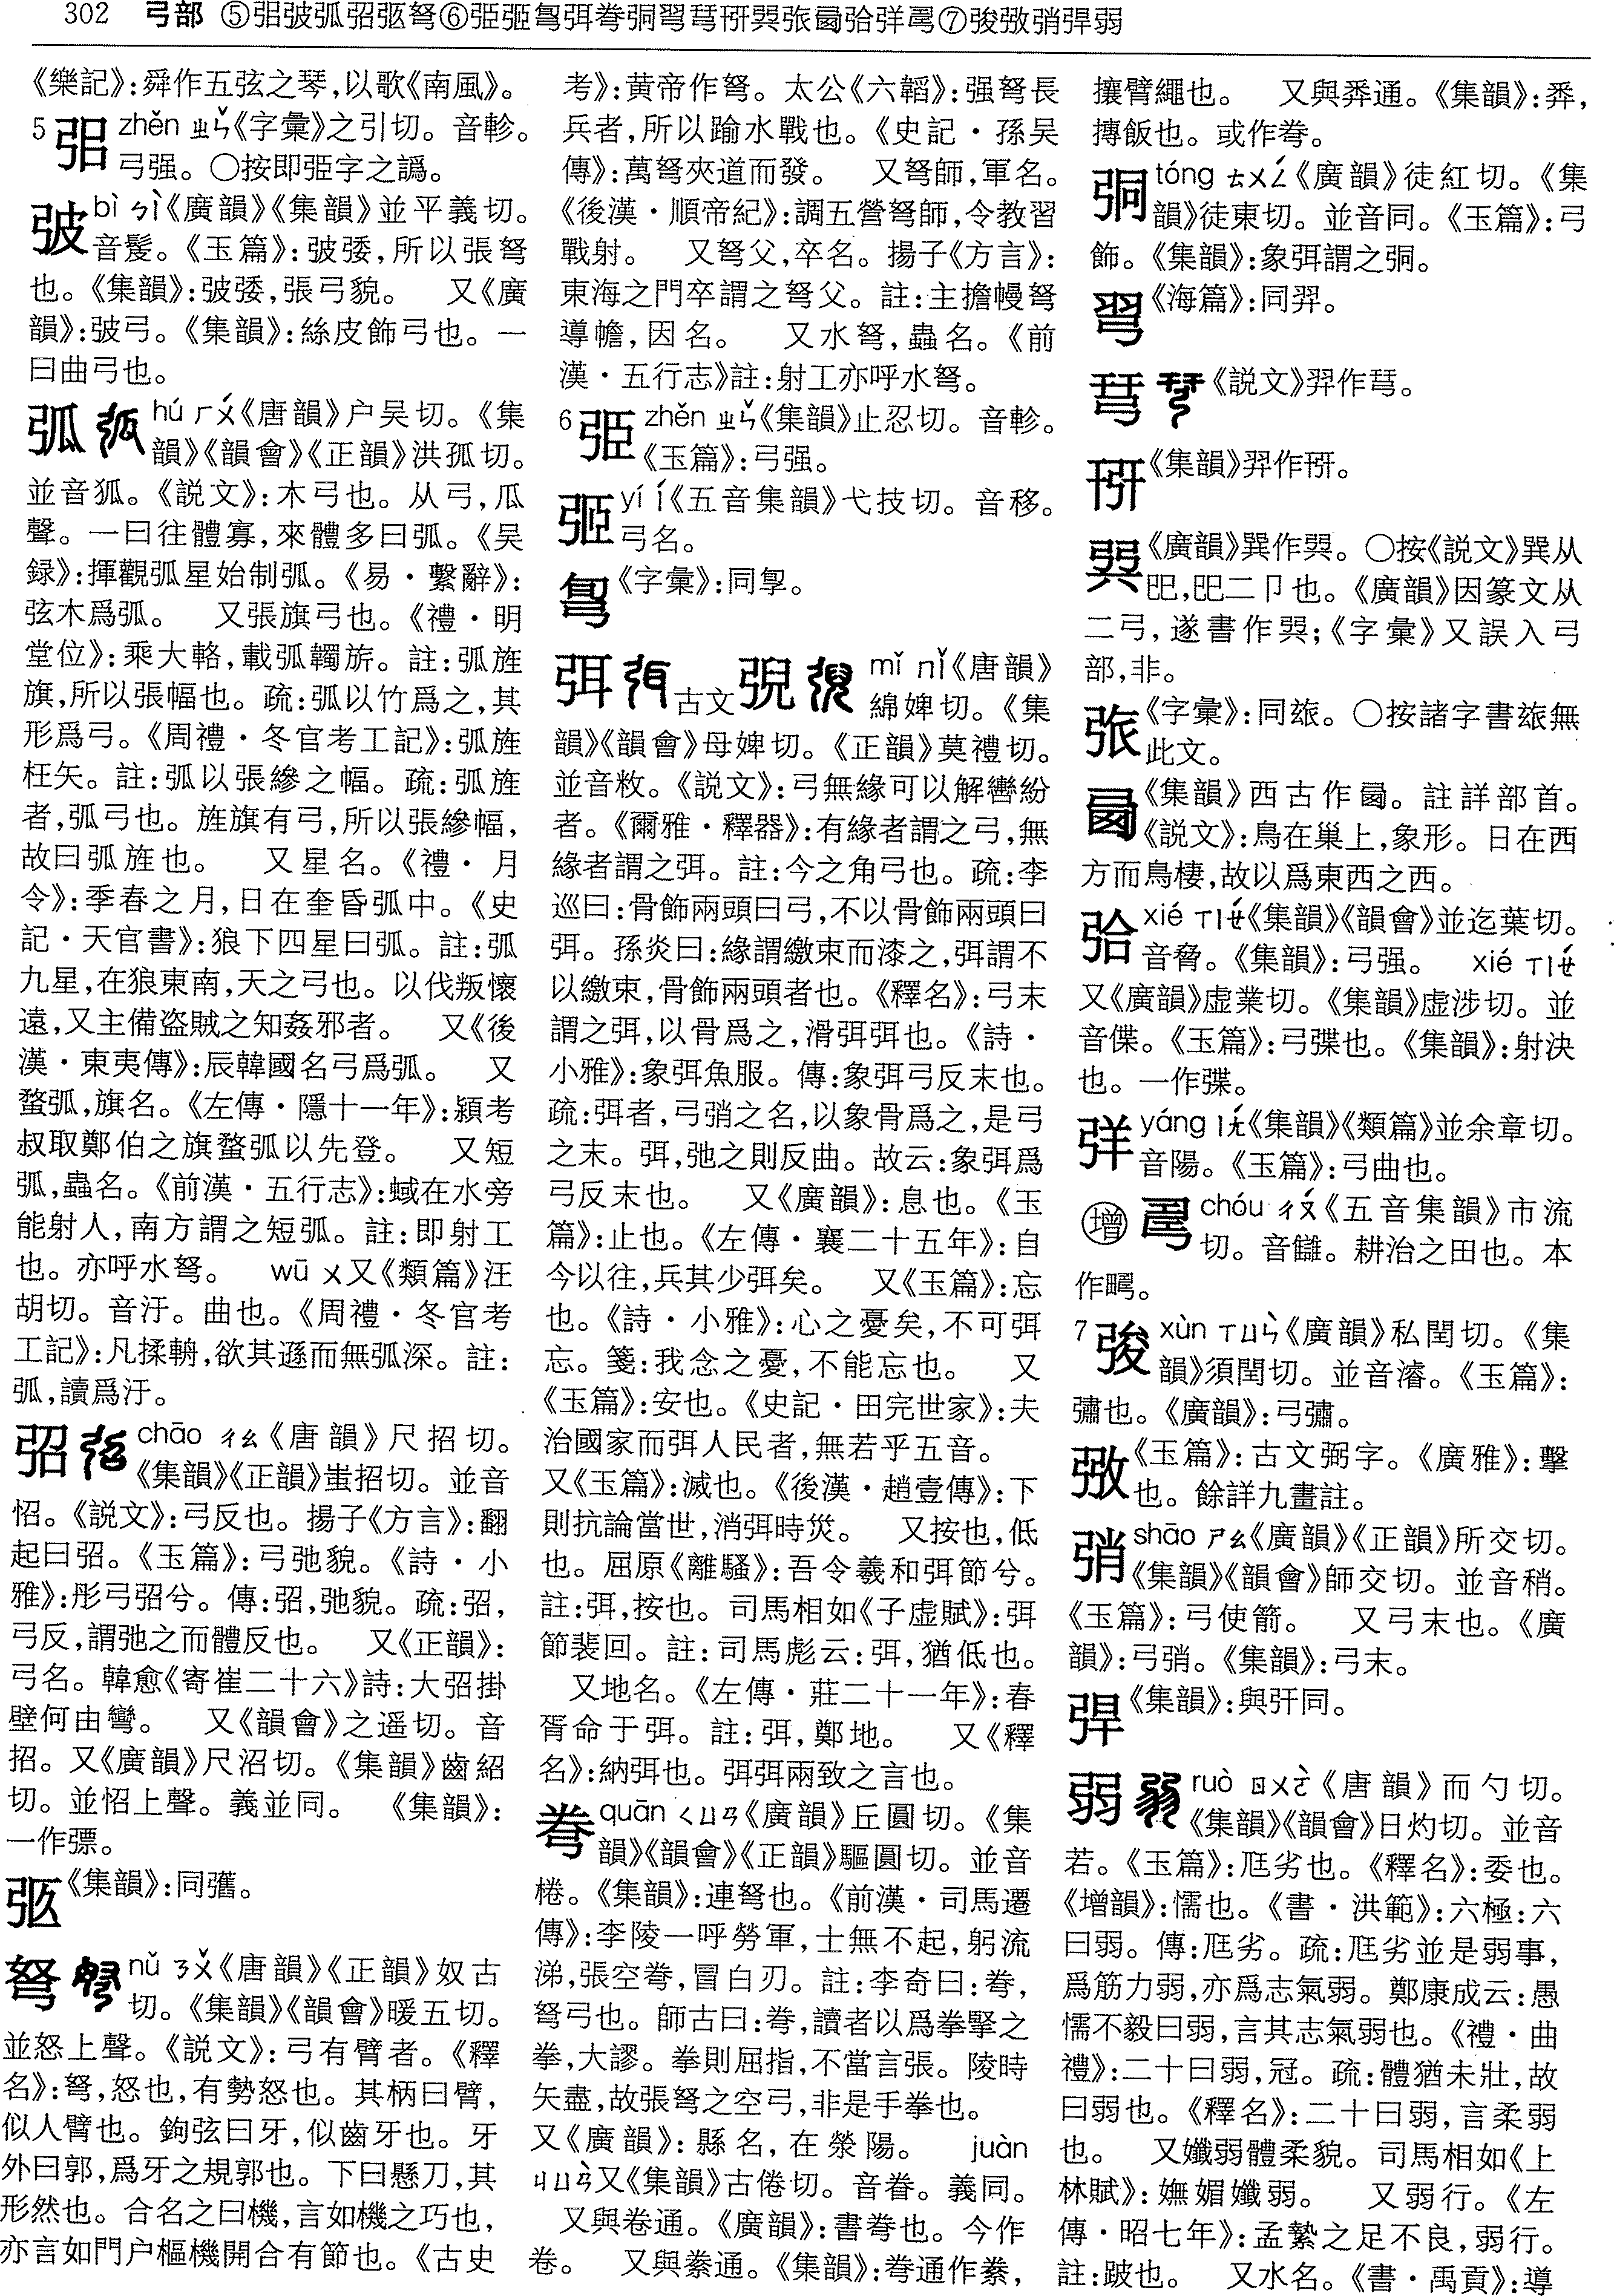 302 弓部 ⑤弡㢰弧弨弫弩⑥弬弭弮弰弲⑦弱
《樂記》:舜作五弦之琴,以歌《南風》。
5 弡 zhěn ㄓㄣˇ《字彙》之引切。音軫。
弓强。〇按即弫字之譌。
bì ㄅㄧˋ《廣韻》《集韻》並平義切。
音髲。《玉篇》:所以張弩
也。《集韻》:張弓貌。 又《廣
韻》:弓。《集韻》:絲皮飾弓也。一
曰曲弓也。
弧 hú ㄏㄨˊ《唐韻》户吴切。《集
韻》《韻會》《正韻》洪孤切。
並音狐。《説文》:木弓也。从弓,瓜
聲。一曰往體寡,來體多曰弧。《吴
録》:揮觀弧星始制弧。《易·繫辭》:
弦木爲弧。 又張旗弓也。《禮·明
堂位》:乘大輅,載弧韣旂。註:弧旌
旗,所以張幅也。疏:弧以竹爲之,其
形爲弓。《周禮·冬官考工記》:弧旌
枉矢。註:弧以張縿之幅。疏:弧旌
者,弧弓也。旌旗有弓,所以張縿幅,
故曰弧旌也。 又星名。《禮·月
令》:季春之月,日在奎昏弧中。《史
記·天官書》:狼下四星曰弧。註:弧
九星,在狼東南,天之弓也。以伐叛懷
遠,又主備盗賊之知姦邪者。 又《後
漢·東夷傳》:辰韓國名弓爲弧。 又
蝥弧,旗名。《左傳·隱十一年》:潁考
叔取鄭伯之旗蝥弧以先登。 又短
弧,蟲名。《前漢·五行志》:蜮在水旁
能射人,南方謂之短弧。註:即射工
也。亦呼水弩。 wū ㄨ又《類篇》汪
胡切。音汙。曲也。《周禮·冬官考
工記》:凡揉輈,欲其遜而無弧深。註:
弧,讀爲汙。
弨 chāo ㄔㄠ《唐韻》尺招切。
《集韻》《正韻》蚩招切。並音
怊。《説文》:弓反也。揚子《方言》:翻
起曰弨。《玉篇》:弓弛貌。《詩·小
雅》:彤弓弨兮。傳:弨,弛貌。疏:弨,
弓反,謂弛之而體反也。 又《正韻》:
弓名。韓愈《寄崔二十六》詩:大弨掛
壁何由彎。 又《韻會》之遥切。音
招。又《廣韻》尺沼切。《集韻》齒紹
切。並怊上聲。義並同。 《集韻》:
一作彯。
《集韻》:同彠。
弩 nǔ ㄋㄨˇ《唐韻》《正韻》奴古
切。《集韻》《韻會》暖五切。
並怒上聲。《説文》:弓有臂者。《釋
名》:弩,怒也,有勢怒也。其柄曰臂,
似人臂也。鉤弦曰牙,似齒牙也。牙
外曰郭,爲牙之規郭也。下曰懸刀,其
形然也。合名之曰機,言如機之巧也,
亦言如門户樞機開合有節也。《古史
考》:黄帝作弩。太公《六韜》:强弩長
兵者,所以踰水戰也。《史記·孫吴
傳》:萬弩夾道而發。 又弩師,軍名。
《後漢·順帝紀》:調五營弩師,令教習
戰射。 又弩父,卒名。揚子《方言》:
東海之門卒謂之弩父。註:主擔幔弩
導幨,因名。 又水弩,蟲名。《前
漢·五行志》註:射工亦呼水弩。
6 弫 zhěn ㄓㄣˇ《集韻》止忍切。音軫。
《玉篇》:弓强。
弬 yí ㄧˊ《五音集韻》弋技切。音移。
弓名。
《字彙》:同㝅。
弭 古文 mǐ ㄇㄧˇ《唐韻》
綿婢切。《集
韻》《韻會》母婢切。《正韻》莫禮切。
並音敉。《説文》:弓無緣可以解轡紛
者。《爾雅·釋器》:有緣者謂之弓,無
緣者謂之弭。註:今之角弓也。疏:李
巡曰:骨飾兩頭曰弓,不以骨飾兩頭曰
弭。孫炎曰:緣謂繳束而漆之,弭謂不
以繳束,骨飾兩頭者也。《釋名》:弓末
謂之弭,以骨爲之,滑弭弭也。《詩·
小雅》:象弭魚服。傳:象弭弓反末也。
疏:弭者,弓弰之名,以象骨爲之,是弓
之末。弭,弛之則反曲。故云:象弭爲
弓反末也。 又《廣韻》:息也。《玉
篇》:止也。《左傳·襄二十五年》:自
今以往,兵其少弭矣。 又《玉篇》:忘
也。《詩·小雅》:心之憂矣,不可弭
忘。箋:我念之憂,不能忘也。 又
《玉篇》:安也。《史記·田完世家》:夫
治國家而弭人民者,無若乎五音。
又《玉篇》:滅也。《後漢·趙壹傳》:下
則抗論當世,消弭時災。 又按也,低
也。屈原《離騷》:吾令羲和弭節兮。
註:弭,按也。司馬相如《子虚賦》:弭
節裴回。註:司馬彪云:弭,猶低也。
又地名。《左傳·莊二十一年》:春
胥命于弭。註:弭,鄭地。 又《釋
名》:納弭也。弭弭兩致之言也。
弮 quān ㄑㄩㄢ《廣韻》丘圓切。《集
韻》《韻會》《正韻》驅圓切。並音
棬。《集韻》:連弩也。《前漢·司馬遷
傳》:李陵一呼勞軍,士無不起,躬流
涕,張空弮,冒白刃。註:李奇曰:弮,
弩弓也。師古曰:弮,讀者以爲拳掔之
拳,大謬。拳則屈指,不當言張。陵時
矢盡,故張弩之空弓,非是手拳也。
又《廣韻》:縣名,在滎陽。 juàn
ㄐㄩㄢˋ又《集韻》古倦切。音眷。義同。
又與卷通。《廣韻》:書弮也。今作
卷。 又與絭通。《集韻》:弮通作絭,
攘臂繩也。 又與𢍏通。《集韻》:𢍏,
摶飯也。或作弮。
弴 tóng ㄊㄨㄥˊ《廣韻》徒紅切。《集
韻》徒東切。並音同。《玉篇》:弓
飾。《集韻》:象弭謂之。
《海篇》:同羿。
《説文》羿作𦐧。
《集韻》羿作。
《廣韻》巽作。〇按《説文》巽从
𠨎,𠨎二卩也。《廣韻》因篆文从
二弓,遂書作;《字彙》又誤入弓
部,非。
《字彙》:同㫊。〇按諸字書㫊無
此文。
《集韻》西古作。註詳部首。
《説文》:鳥在巢上,象形。日在西
方而鳥棲,故以爲東西之西。
xié ㄒㄧㄝˊ《集韻》《韻會》並迄葉切。
音脅。《集韻》:弓强。 xié ㄒㄧㄝˊ
又《廣韻》虚業切。《集韻》虚涉切。並
音偞。《玉篇》:弓弽也。《集韻》:射決
也。一作弽。
yáng ㄧㄤˊ《集韻》《類篇》並余章切。
音陽。《玉篇》:弓曲也。
增 chóu ㄔㄡˊ《五音集韻》市流
切。音讎。耕治之田也。本
作。
7 xùn ㄒㄩㄣˋ《廣韻》私閏切。《集
韻》須閏切。並音濬。《玉篇》:
彇也。《廣韻》:弓彇。
《玉篇》:古文弼字。《廣雅》:擊
也。餘詳九畫註。
弰 shāo ㄕㄠ《廣韻》《正韻》所交切。
《集韻》《韻會》師交切。並音稍。
《玉篇》:弓使箭。 又弓末也。《廣
韻》:弓弰。《集韻》:弓末。
《集韻》:與㢨同。
弱 ruò ㄖㄨㄛˋ《唐韻》而勺切。
《集韻》《韻會》日灼切。並音
若。《玉篇》:尫劣也。《釋名》:委也。
《增韻》:懦也。《書·洪範》:六極:六
曰弱。傳:尫劣。疏:尫劣並是弱事,
爲筋力弱,亦爲志氣弱。鄭康成云:愚
懦不毅曰弱,言其志氣弱也。《禮·曲
禮》:二十曰弱,冠。疏:體猶未壯,故
曰弱也。《釋名》:二十曰弱,言柔弱
也。 又孅弱體柔貌。司馬相如《上
林賦》:嫵媚孅弱。 又弱行。《左
傳·昭七年》:孟縶之足不良,弱行。
註:跛也。 又水名。《書·禹貢》:導